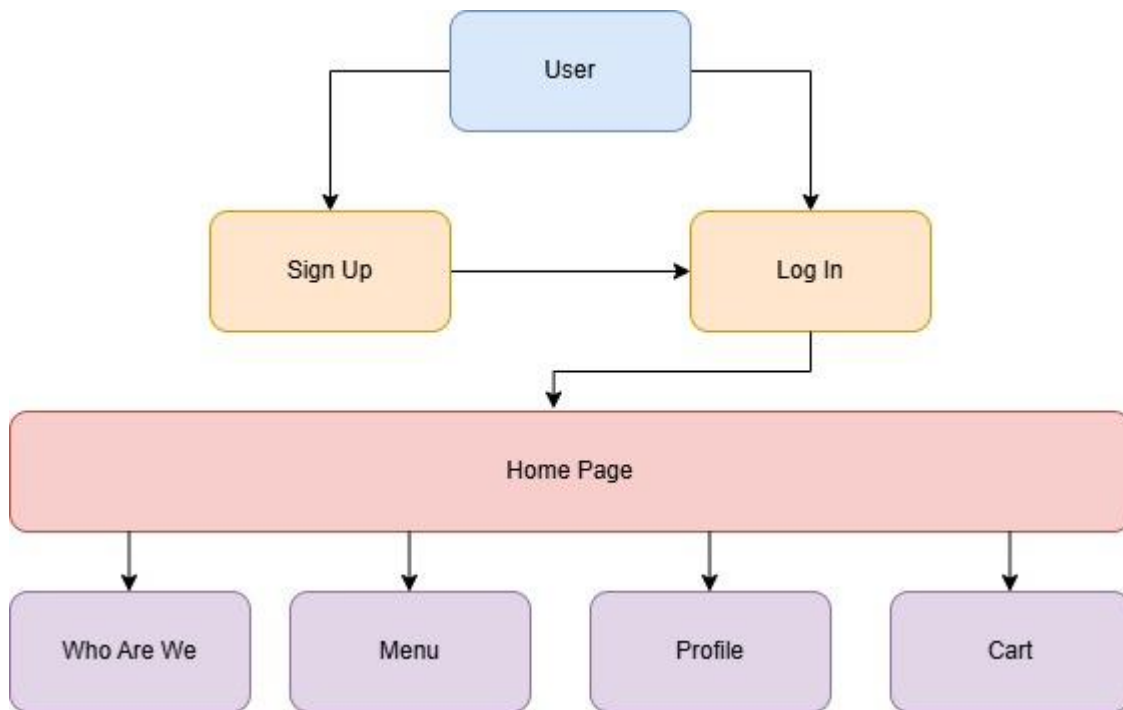 User
Sign Up
Log In
Home Page
Who Are We
Menu
Profile
Cart